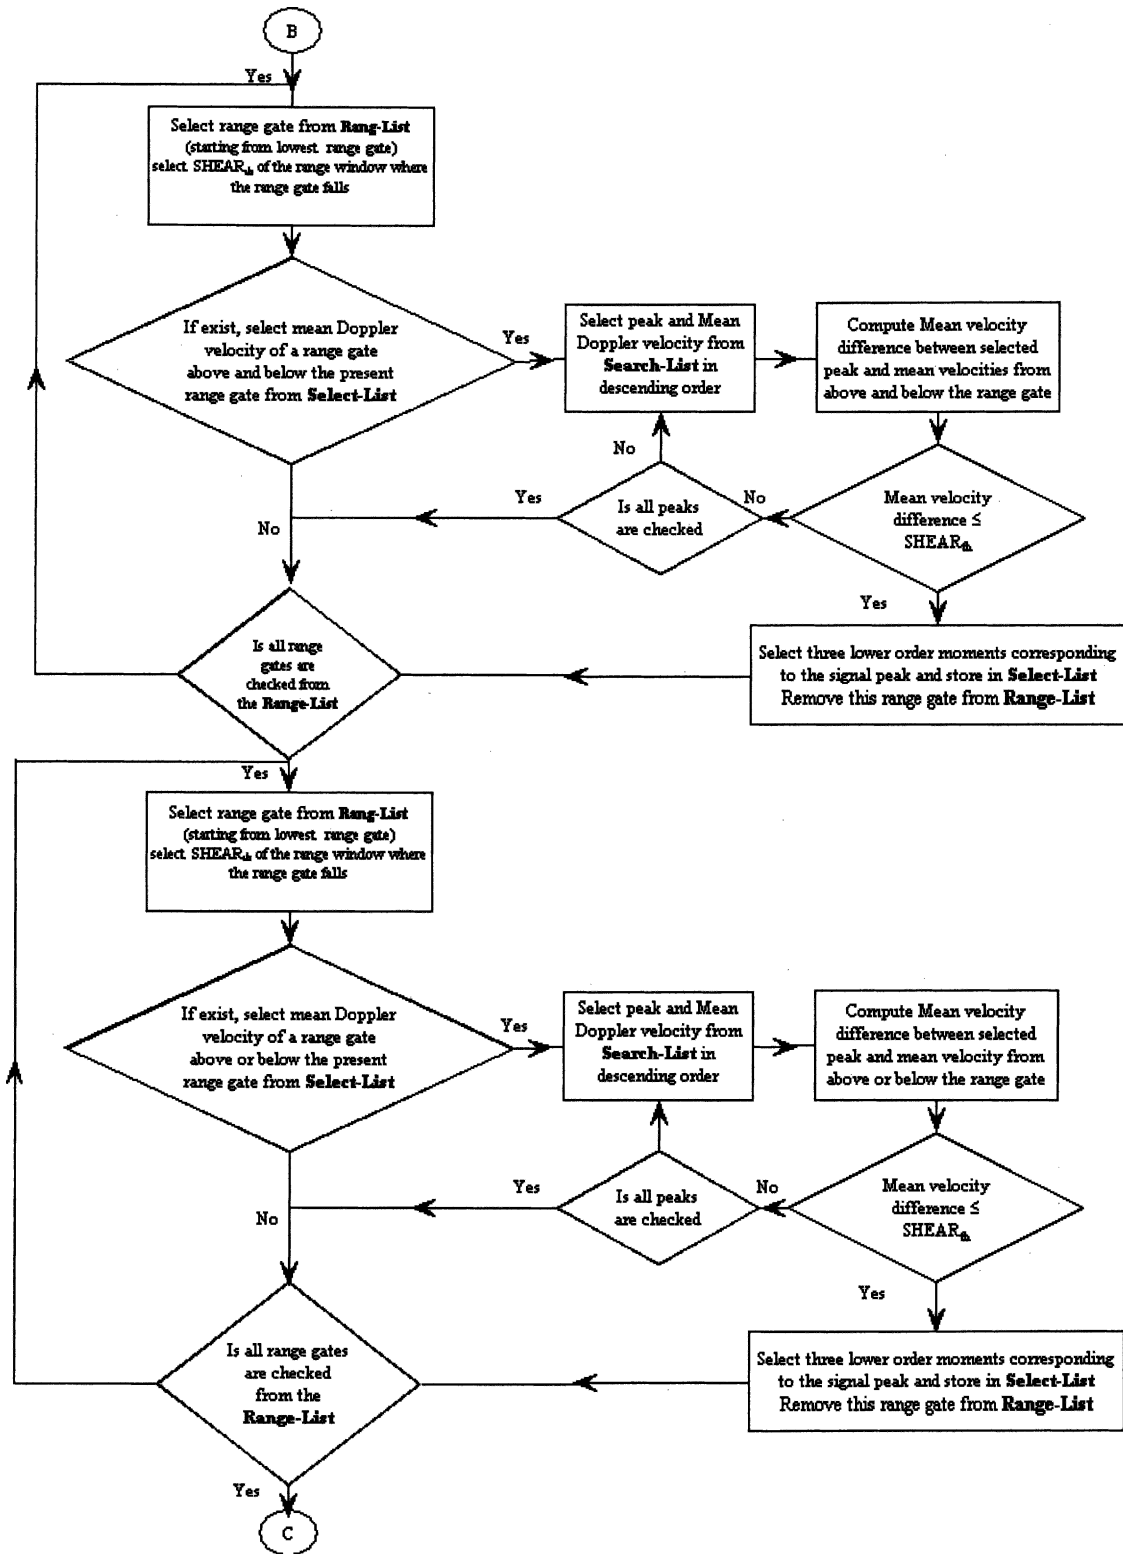 B
Yes
Select range gate from Rang-List
(starting from lowest range gate)
select SHEARth of the range window where
the range gate falls
If exist, select mean Doppler
velocity of a range gate
above and below the present
range gate from Select-List
Yes
Select peak and Mean
Doppler velocity from
Search-List in
descending order
Compute Mean velocity
difference between selected
peak and mean velocities from
above and below the range gate
No
Yes
Is all peaks
are checked
No
Mean velocity
difference ≤
SHEARth
No
Yes
Is all range
gates are
checked from
the Range-List
Select three lower order moments corresponding
to the signal peak and store in Select-List
Remove this range gate from Range-List
Yes
Select range gate from Rang-List
(starting from lowest range gate)
select SHEARth of the range window where
the range gate falls
If exist, select mean Doppler
velocity of a range gate
above or below the present
range gate from Select-List
Yes
Select peak and Mean
Doppler velocity from
Search-List in
descending order
Compute Mean velocity
difference between selected
peak and mean velocity from
above or below the range gate
Yes
Is all peaks
are checked
No
Mean velocity
difference ≤
SHEARth
No
Yes
Is all range gates
are checked
from the
Range-List
Select three lower order moments corresponding
to the signal peak and store in Select-List
Remove this range gate from Range-List
Yes
C